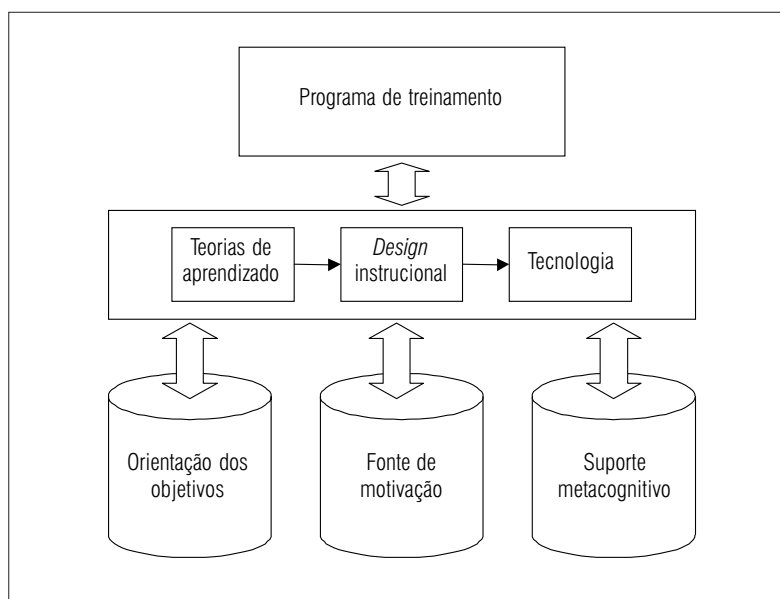 Programa de treinamento
Teorias de
aprendizado
Design
instrucional
Tecnologia
Orientação dos
objetivos
Fonte de
motivação
Suporte
metacognitivo